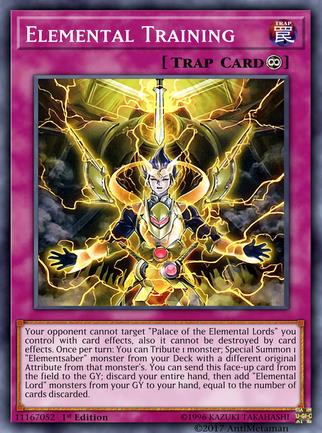 Elemental Training
TRAP
罠
[Trap Card]
Your opponent cannot target "Palace of the Elemental Lords" you
control with card effects, also it cannot be destroyed by card
effects. Once per turn: You can Tribute 1 monster; Special Summon 1
"Elementsaber" monster from your Deck with a different original
Attribute from that monster's. You can send this face-up card from
the field to the GY; discard your entire hand, then add "Elemental
Lord" monsters from your GY to your hand, equal to the number of
cards discarded.
11167052 1st Edition
©1996 KAZUKI TAKAHASHI
©2017 AntiMetaman